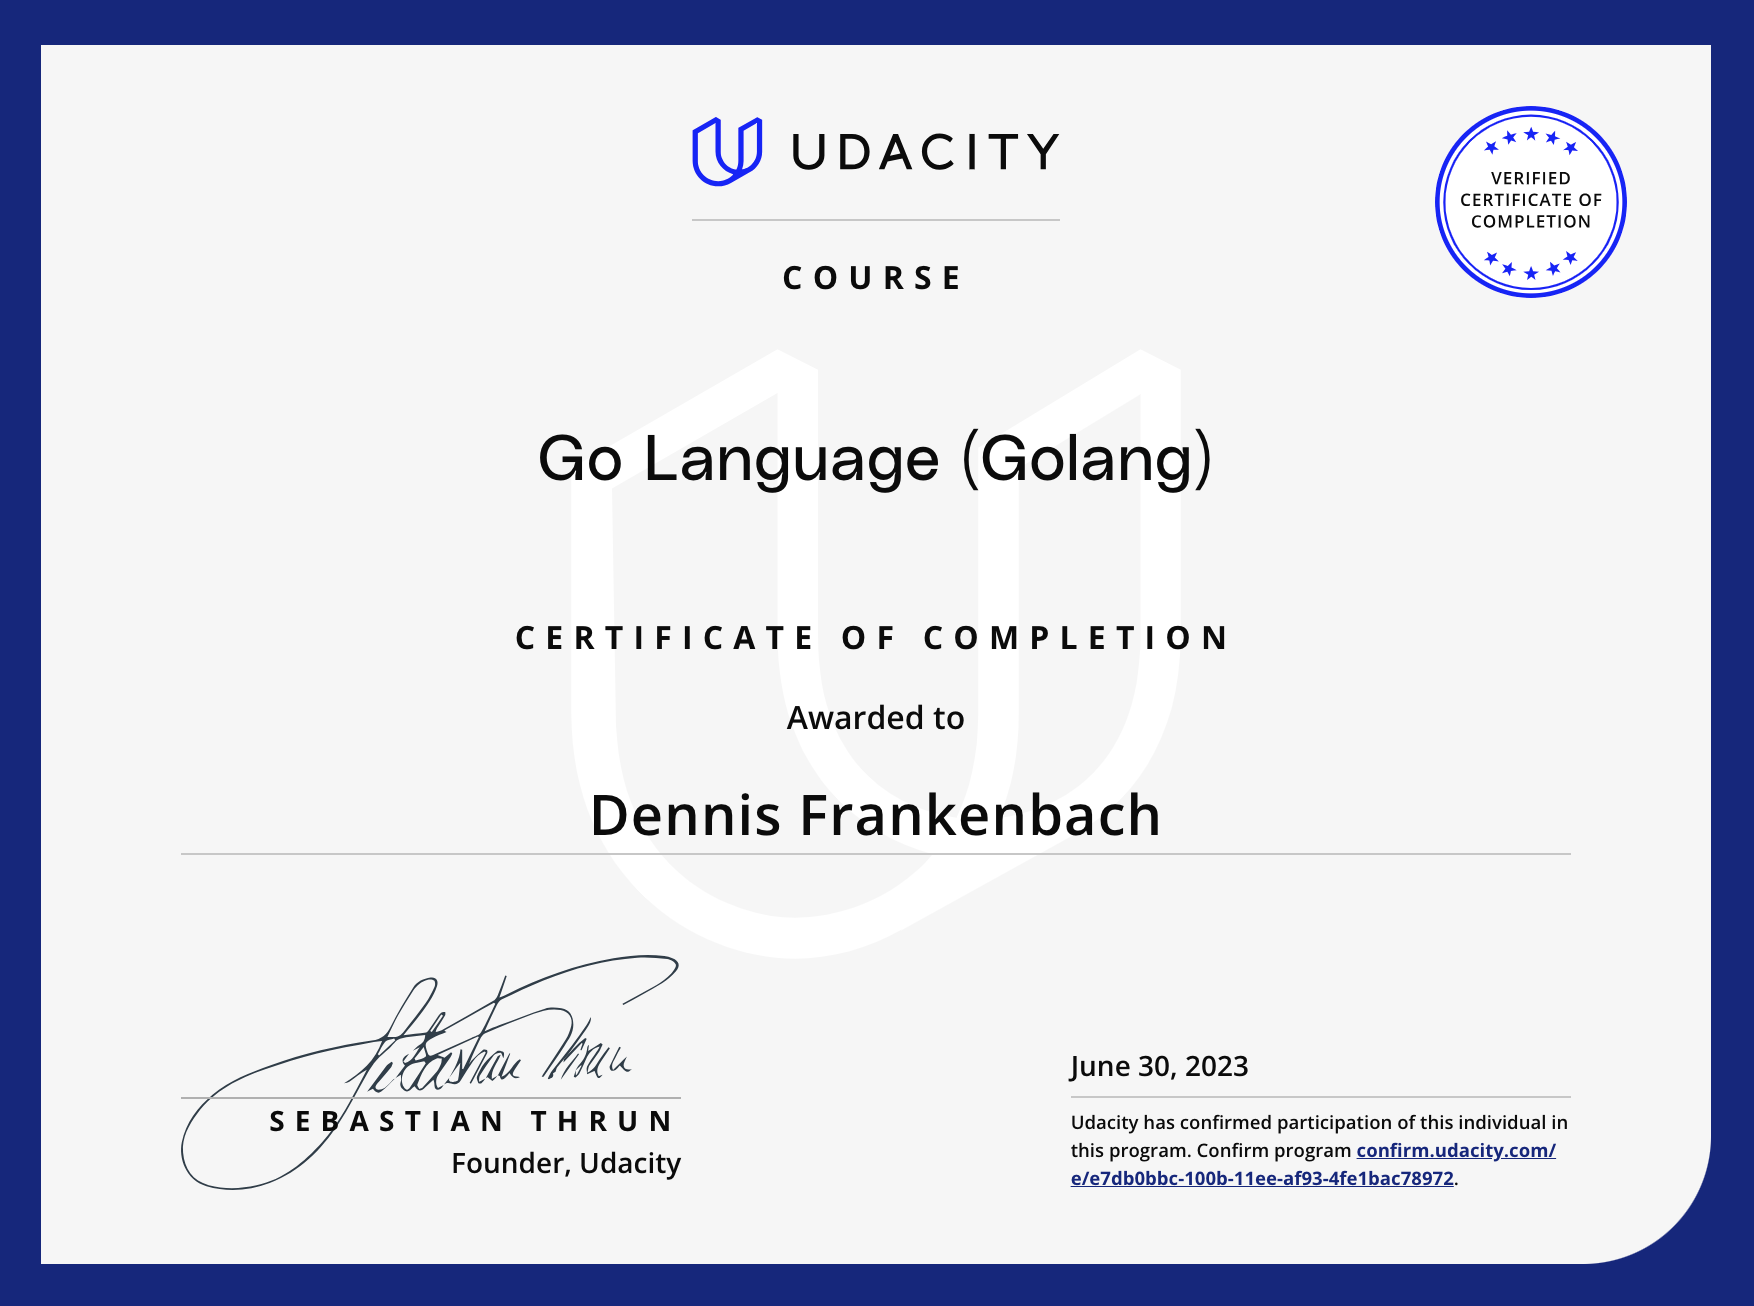 UDACITY
VERIFIED
CERTIFICATE OF
COMPLETION
COURSE
Go Language (Golang)
CERTIFICATE OF COMPLETION
Awarded to
Dennis Frankenbach
Sebastian Thrun
SEBASTIAN THRUN
Founder, Udacity
June 30, 2023
Udacity has confirmed participation of this individual in
this program. Confirm program confirm.udacity.com/
e/e7db0bbc-100b-11ee-af93-4fe1bac78972.